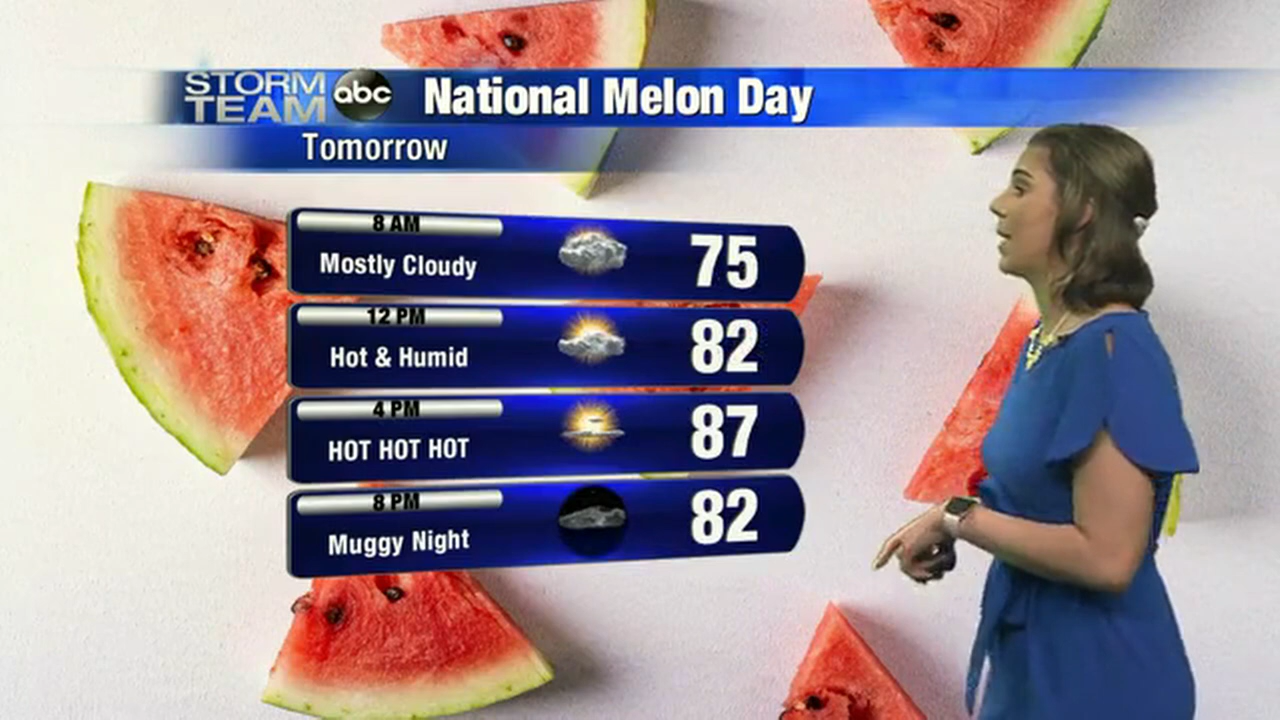 STORM
TEAM
abc
National Melon Day
Tomorrow
8 AM
Mostly Cloudy
75
12 PM
Hot & Humid
82
4 PM
HOT HOT HOT
87
8 PM
Muggy Night
82